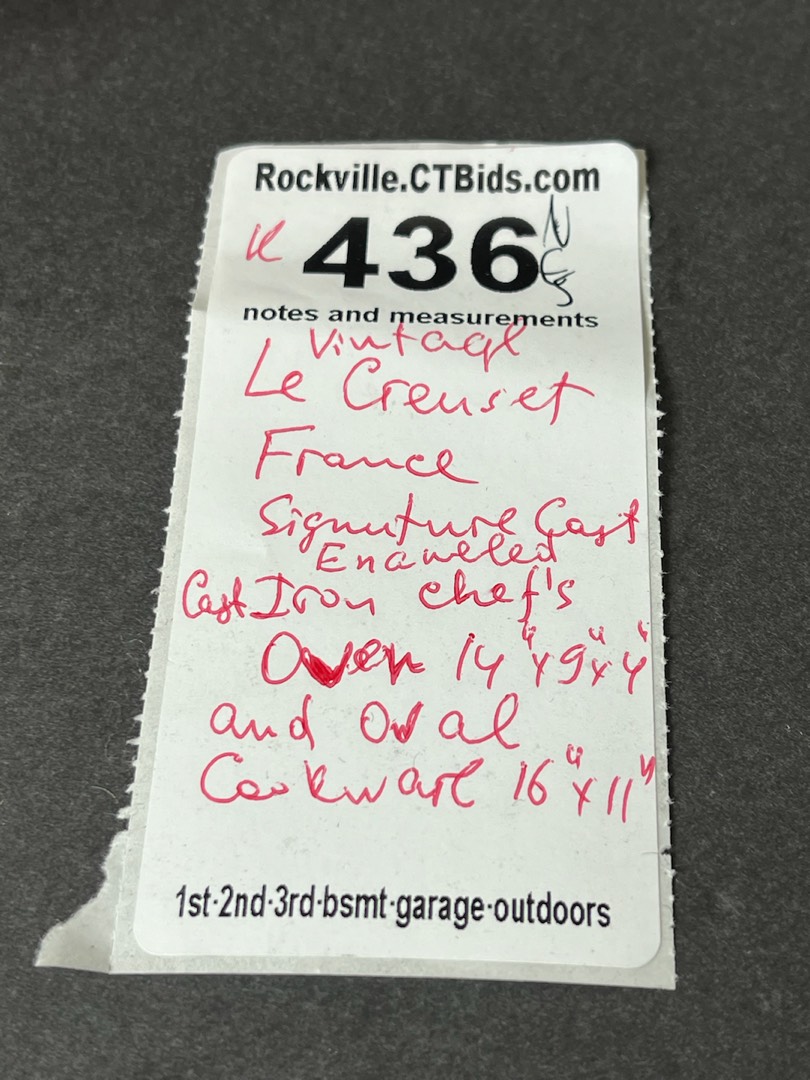 Rockville.CTBids.com
K 436
notes and measurements
Vintage
Le Creuset
France
Signuture Cast
Enameled
Cast Iron chef's
Oven 14"x9"x4"
and Oval
Cookware 16"x11"
1st·2nd·3rd·bsmt·garage·outdoors